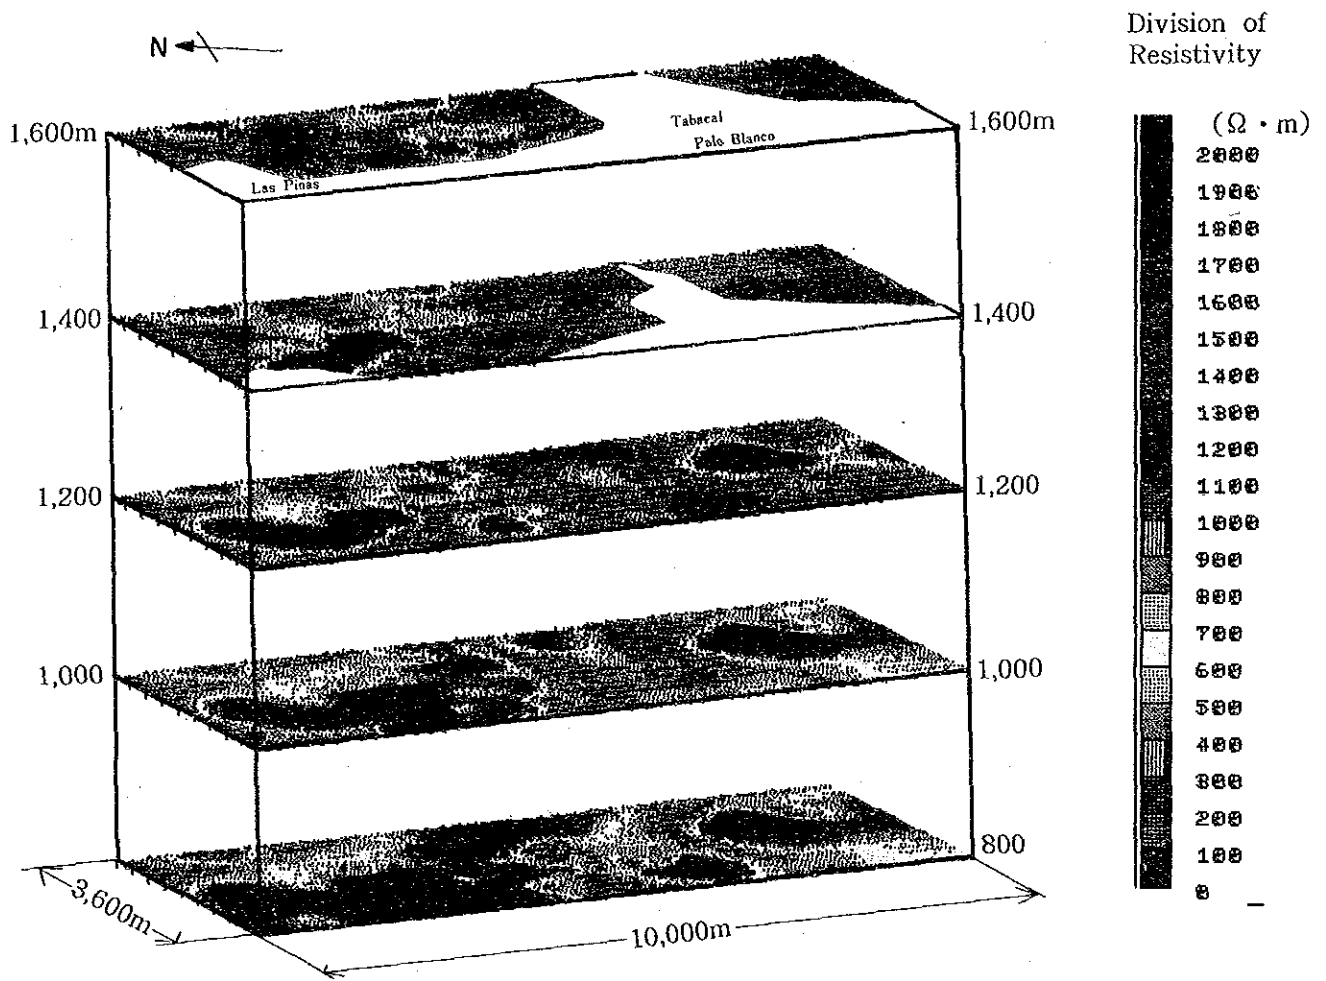 Division of
Resistivity
N
(Ω・m)
1,600m
1,600m
Tabacal
Palo Blanco
Las Pinas
1,400
1,400
1,200
1,200
1,000
1,000
800
3,600m
10,000m
2000
1900
1800
1700
1600
1500
1400
1300
1200
1100
1000
900
800
700
600
500
400
300
200
100
0